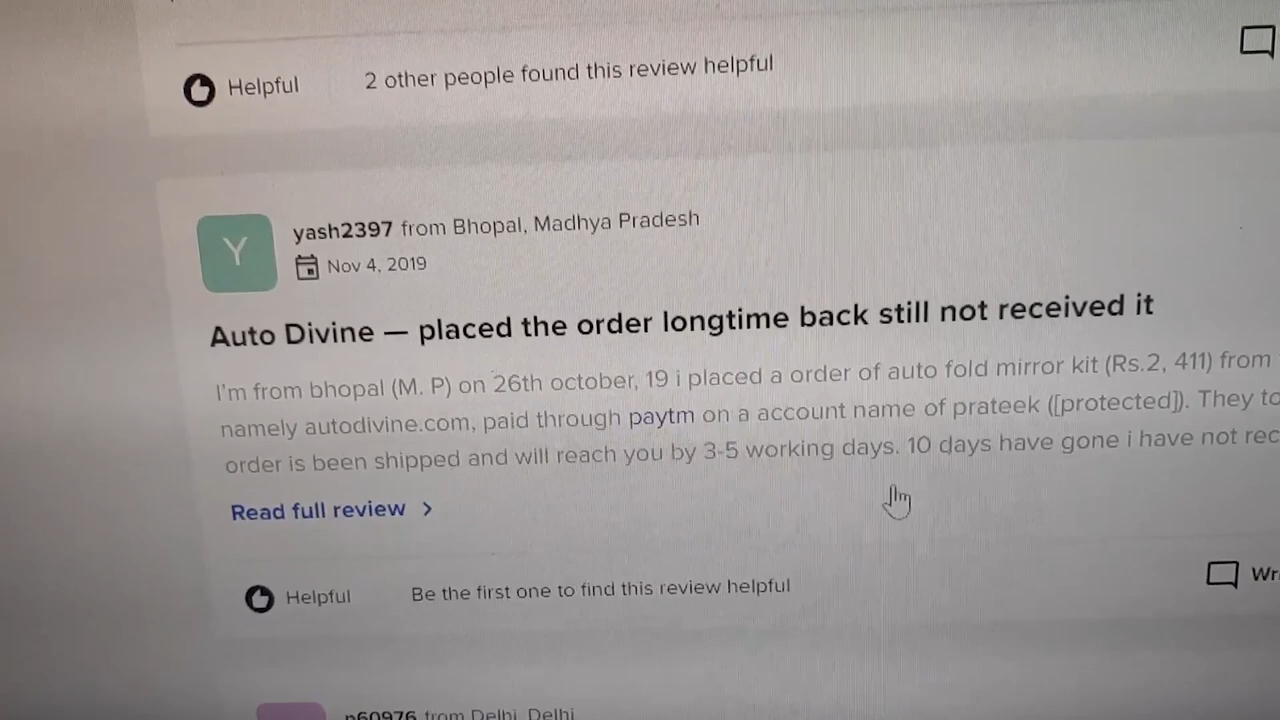 Helpful 2 other people found this review helpful
Y
yash2397 from Bhopal, Madhya Pradesh
Nov 4, 2019
Auto Divine — placed the order longtime back still not received it
I'm from bhopal (M. P) on 26th october, 19 i placed a order of auto fold mirror kit (Rs.2, 411) from
namely autodivine.com, paid through paytm on a account name of prateek ([protected]). They
order is been shipped and will reach you by 3-5 working days. 10 days have gone i have not
Read full review >
Helpful Be the first one to find this review helpful
n60976 from Delhi, Delhi